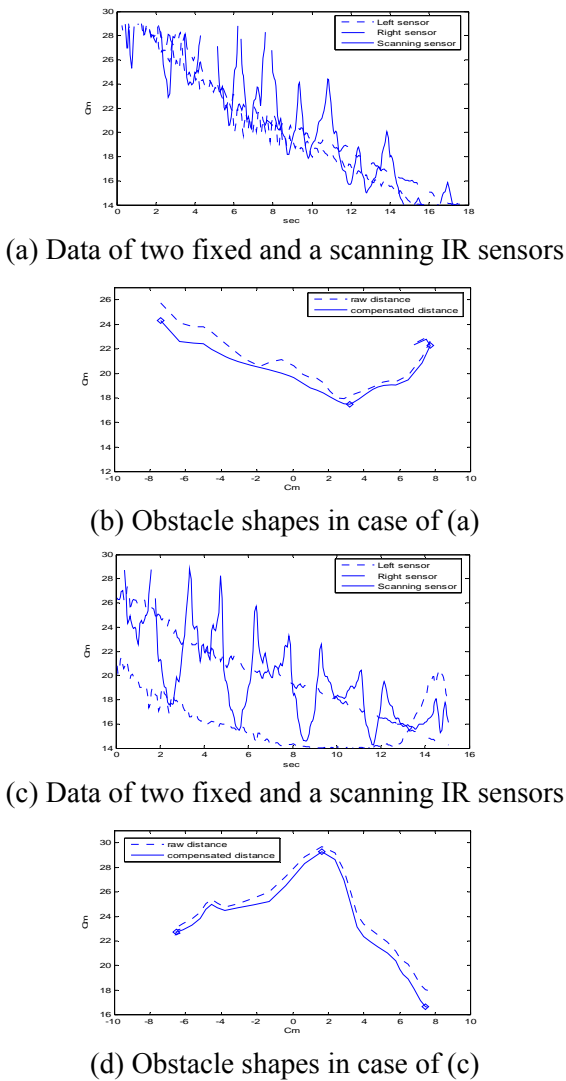 30
28
26
24
22
20
18
16
14
Cm
0 2 4 6 8 10 12 14 16 18
sec
Left sensor
Right sensor
Scanning sensor
(a) Data of two fixed and a scanning IR sensors
26
24
22
20
18
16
14
12
Cm
-10 -8 -6 -4 -2 0 2 4 6 8 10
Cm
raw distance
compensated distance
(b) Obstacle shapes in case of (a)
30
28
26
24
22
20
18
16
14
Cm
0 2 4 6 8 10 12 14 16
sec
Left sensor
Right sensor
Scanning sensor
(c) Data of two fixed and a scanning IR sensors
30
28
26
24
22
20
18
16
Cm
-10 -8 -6 -4 -2 0 2 4 6 8 10
Cm
raw distance
compensated distance
(d) Obstacle shapes in case of (c)